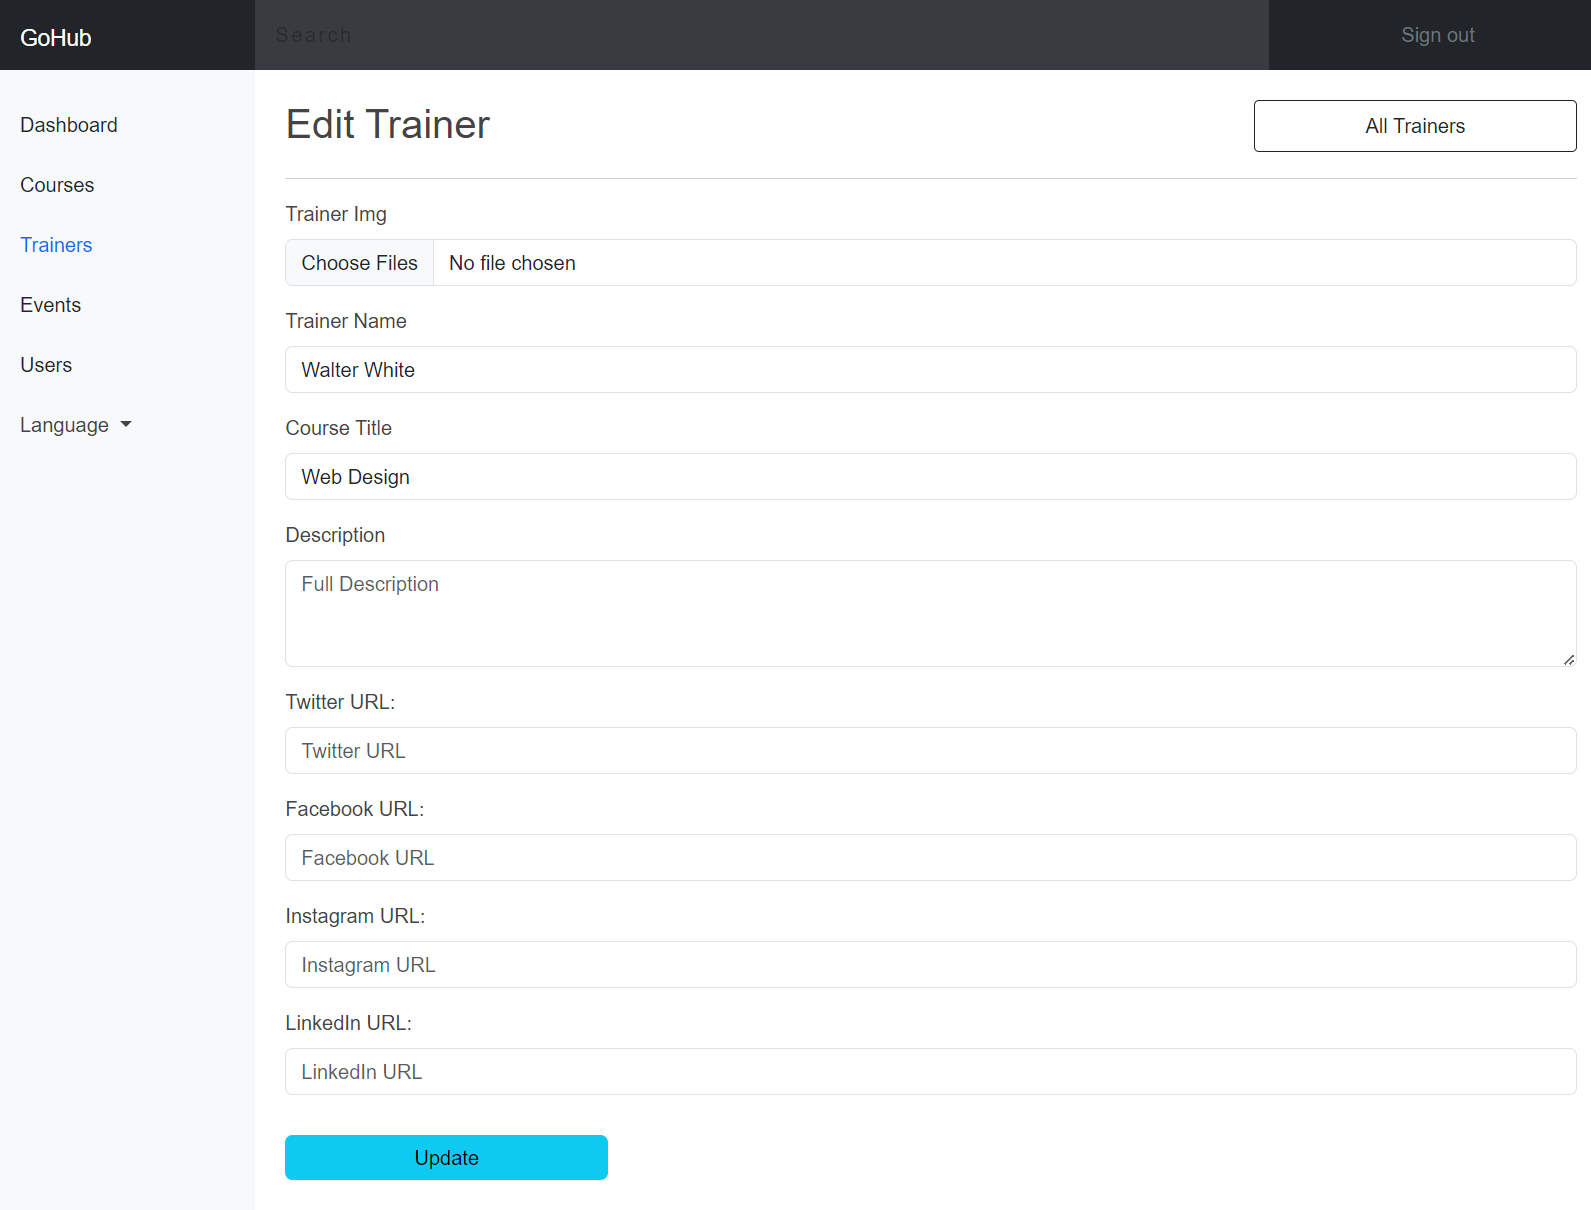 GoHub
Search
Sign out
Dashboard
Courses
Trainers
Events
Users
Language
Edit Trainer
All Trainers
Trainer Img
Choose Files No file chosen
Trainer Name
Walter White
Course Title
Web Design
Description
Full Description
Twitter URL:
Twitter URL
Facebook URL:
Facebook URL
Instagram URL:
Instagram URL
LinkedIn URL:
LinkedIn URL
Update